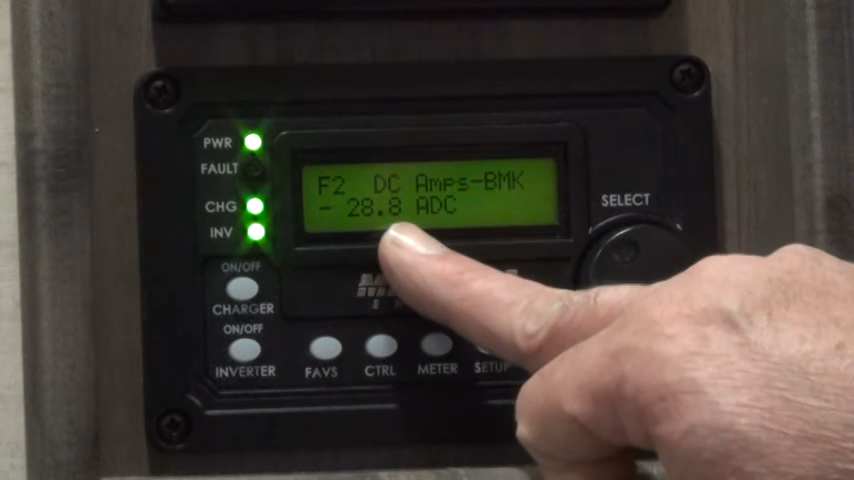 PWR
FAULT
CHG
INV
F2 DC Amps-BMK
- 28.8 ADC
SELECT
ON/OFF
CHARGER
ON/OFF
INVERTER
FAVS
CTRL
METER
SETUP